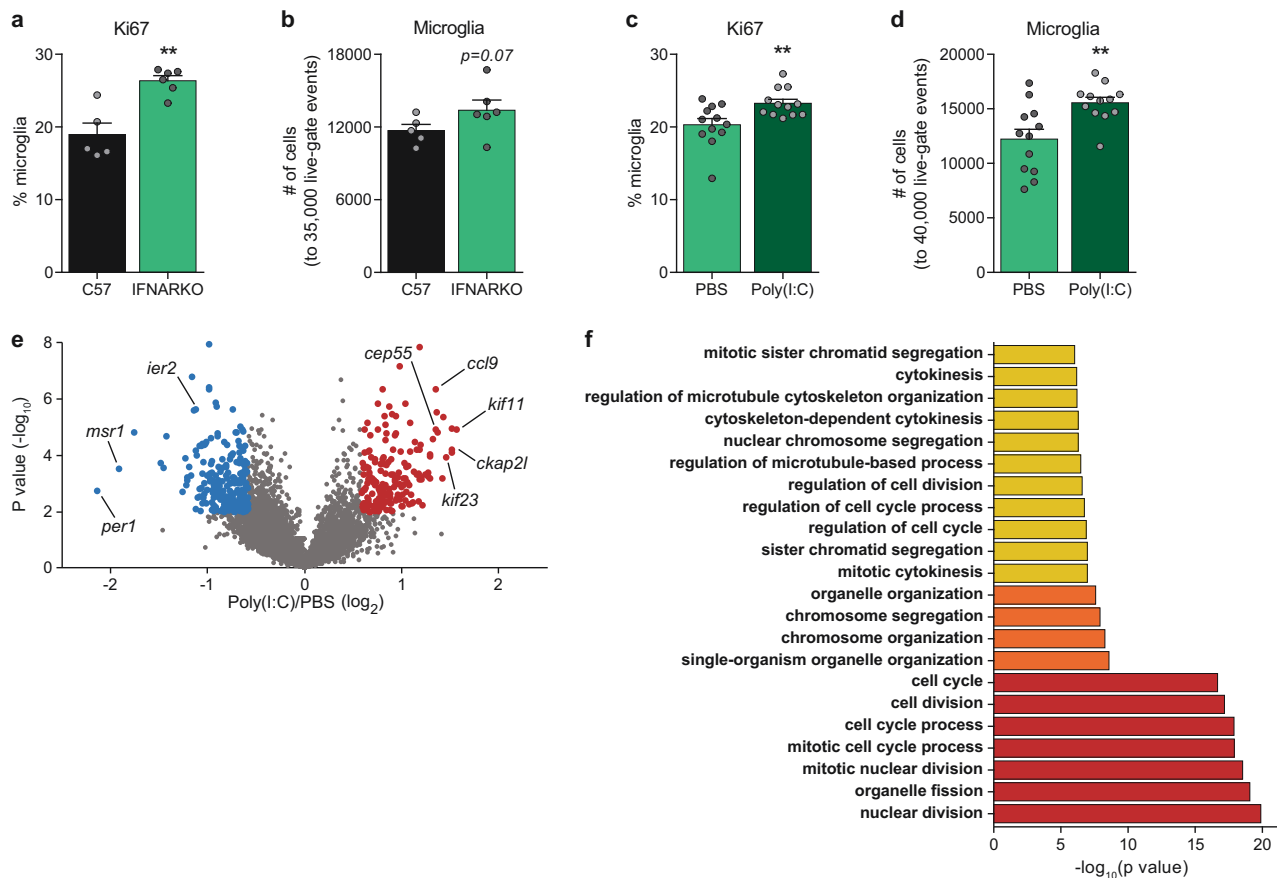 a
Ki67
**
30
20
10
0
% microglia
C57
IFNARKO
b
Microglia
p=0.07
18000
12000
6000
0
# of cells
(to 35,000 live-gate events)
C57
IFNARKO
c
Ki67
**
30
20
10
0
% microglia
PBS
Poly(I:C)
d
Microglia
**
20000
15000
10000
5000
0
# of cells
(to 40,000 live-gate events)
PBS
Poly(I:C)
e
8
6
4
2
0
P value (-log10)
ier2
msr1
per1
cep55
ccl9
kif11
ckap2l
kif23
-2
-1
0
1
2
Poly(I:C)/PBS (log2)
f
mitotic sister chromatid segregation
cytokinesis
regulation of microtubule cytoskeleton organization
cytoskeleton-dependent cytokinesis
nuclear chromosome segregation
regulation of microtubule-based process
regulation of cell division
regulation of cell cycle process
regulation of cell cycle
sister chromatid segregation
mitotic cytokinesis
organelle organization
chromosome segregation
chromosome organization
single-organism organelle organization
cell cycle
cell division
cell cycle process
mitotic cell cycle process
mitotic nuclear division
organelle fission
nuclear division
0
5
10
15
20
-log10(p value)